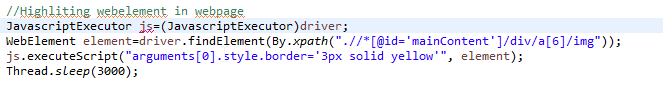 //Highliting webelement in webpage
JavascriptExecutor js=(JavascriptExecutor)driver;
WebElement element=driver.findElement(By.xpath(".//*[@id='mainContent']/div/a[6]/img"));
js.executeScript("arguments[0].style.border='3px solid yellow'", element);
Thread.sleep(3000);